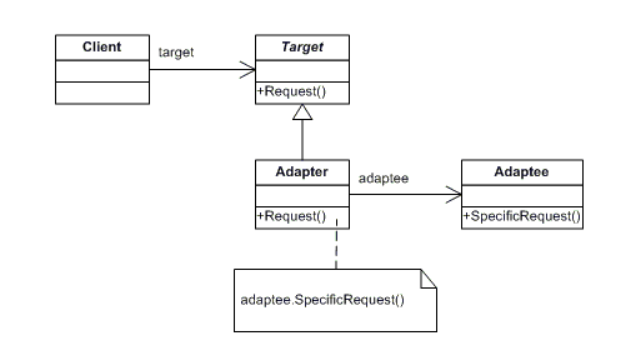 Client
target
Target
+Request()
Adapter
adaptee
Adaptee
+Request()
+SpecificRequest()
adaptee.SpecificRequest()